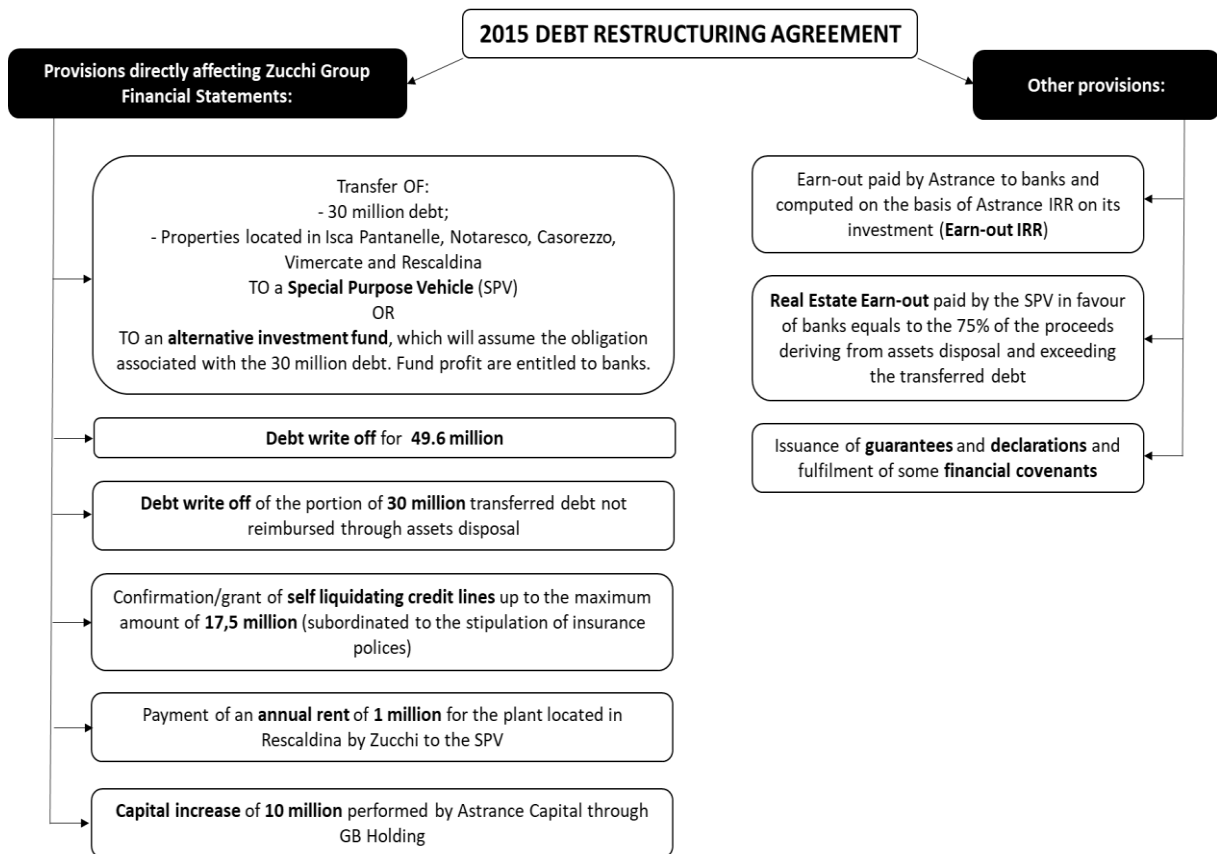 2015 DEBT RESTRUCTURING AGREEMENT
Provisions directly affecting Zucchi Group
Financial Statements:
Transfer OF:
- 30 million debt;
- Properties located in Isca Pantanelle, Notaresco, Casorezzo,
Vimercate and Rescaldina
TO a Special Purpose Vehicle (SPV)
OR
TO an alternative investment fund, which will assume the obligation
associated with the 30 million debt. Fund profit are entitled to banks.
Debt write off for 49.6 million
Debt write off of the portion of 30 million transferred debt not
reimbursed through assets disposal
Confirmation/grant of self liquidating credit lines up to the maximum
amount of 17,5 million (subordinated to the stipulation of insurance
polices)
Payment of an annual rent of 1 million for the plant located in
Rescaldina by Zucchi to the SPV
Capital increase of 10 million performed by Astrance Capital through
GB Holding
Other provisions:
Earn-out paid by Astrance to banks and
computed on the basis of Astrance IRR on its
investment (Earn-out IRR)
Real Estate Earn-out paid by the SPV in favour
of banks equals to the 75% of the proceeds
deriving from assets disposal and exceeding
the transferred debt
Issuance of guarantees and declarations and
fulfilment of some financial covenants